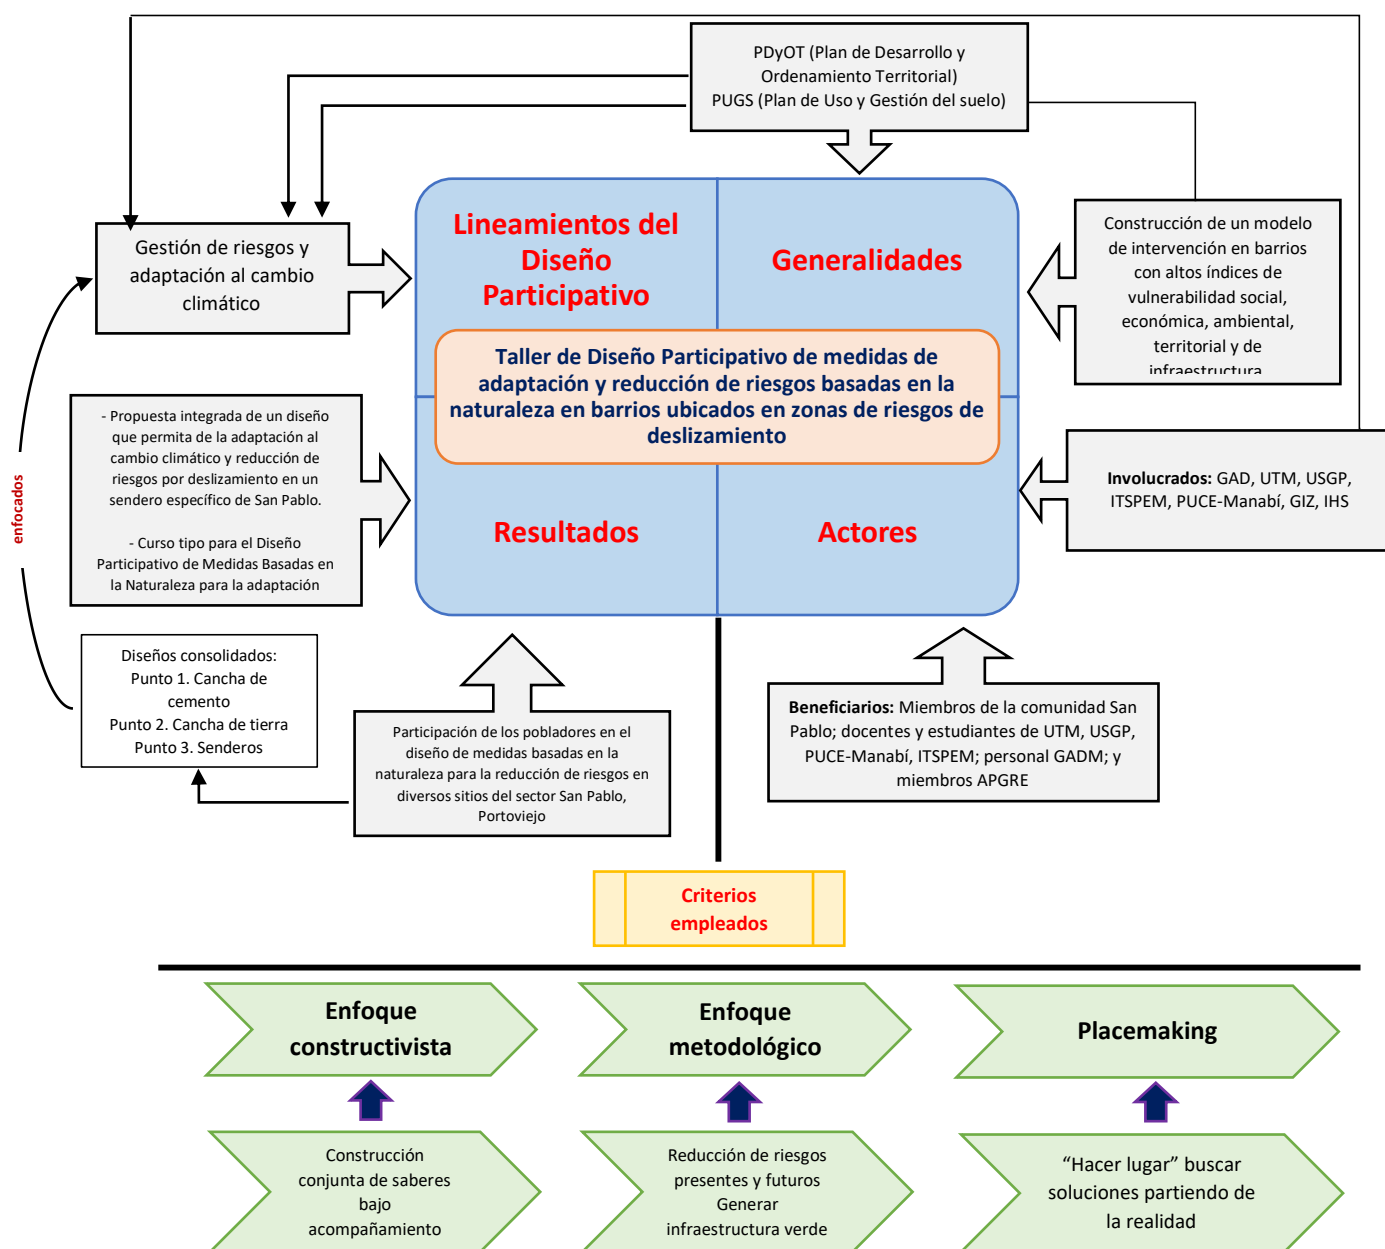 PDyOT (Plan de Desarrollo y
Ordenamiento Territorial)
PUGS (Plan de Uso y Gestión del suelo)
Gestión de riesgos y
adaptación al cambio
climático
Lineamientos del
Diseño
Participativo
Generalidades
Construcción de un modelo
de intervención en barrios
con altos índices de
vulnerabilidad social,
económica, ambiental,
territorial y de
infraestructura
Taller de Diseño Participativo de medidas de
adaptación y reducción de riesgos basadas en la
naturaleza en barrios ubicados en zonas de riesgos de
deslizamiento
enfocados
- Propuesta integrada de un diseño
que permita de la adaptación al
cambio climático y reducción de
riesgos por deslizamiento en un
sendero específico de San Pablo.
- Curso tipo para el Diseño
Participativo de Medidas Basadas en
la Naturaleza para la adaptación
Resultados
Actores
Involucrados: GAD, UTM, USGP,
ITSPEM, PUCE-Manabí, GIZ, IHS
Diseños consolidados:
Punto 1. Cancha de
cemento
Punto 2. Cancha de tierra
Punto 3. Senderos
Participación de los pobladores en el
diseño de medidas basadas en la
naturaleza para la reducción de riesgos en
diversos sitios del sector San Pablo,
Portoviejo
Beneficiarios: Miembros de la comunidad San
Pablo; docentes y estudiantes de UTM, USGP,
PUCE-Manabí, ITSPEM; personal GADM; y
miembros APGRE
Criterios
empleados
Enfoque
constructivista
Enfoque
metodológico
Placemaking
Construcción
conjunta de saberes
bajo
acompañamiento
Reducción de riesgos
presentes y futuros
Generar
infraestructura verde
“Hacer lugar” buscar
soluciones partiendo de
la realidad